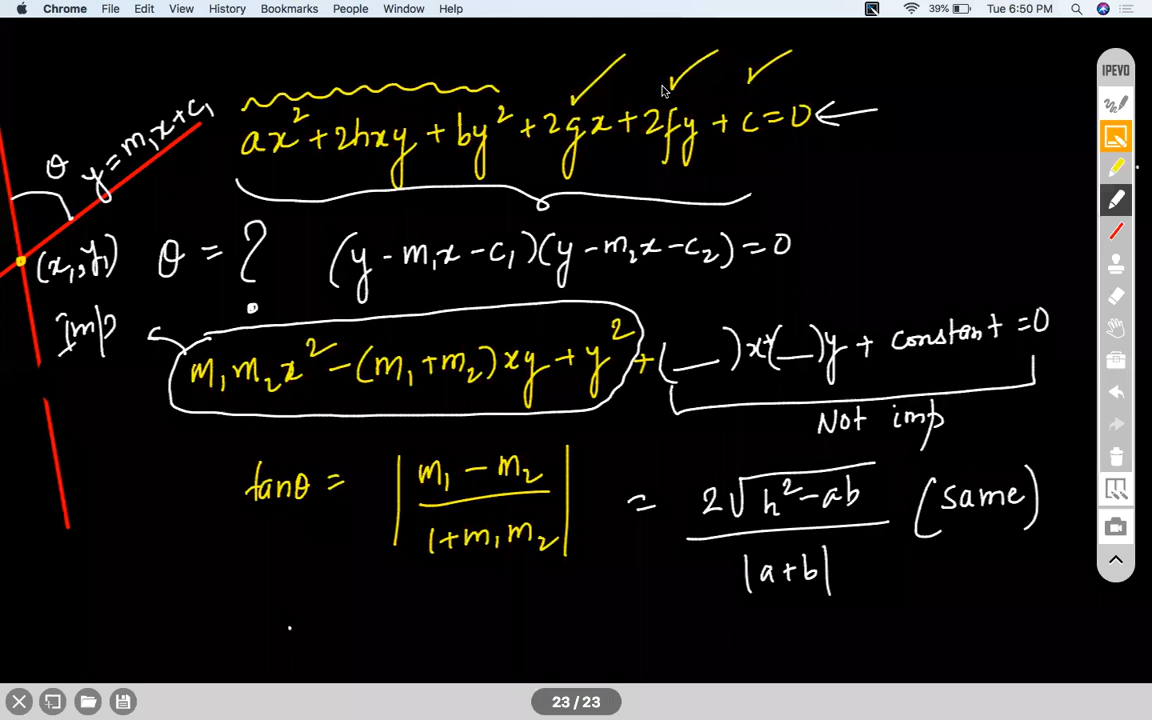 Chrome File Edit View History Bookmarks People Window Help 39% Tue 6:50 PM
IPEVO
ax² + 2hxy + by² + 2gx + 2fy + c = 0 ←
y = m₁x + c₁
θ
(x₁, y₁) θ = ? (y - m₁x - c₁)(y - m₂x - c₂) = 0
Imp
m₁m₂x² - (m₁ + m₂)xy + y² + (__)x + (__)y + constant = 0
Not imp
tanθ = |(m₁ - m₂)/(1 + m₁m₂)| = 2√(h² - ab)/|a + b| (same)
23 / 23